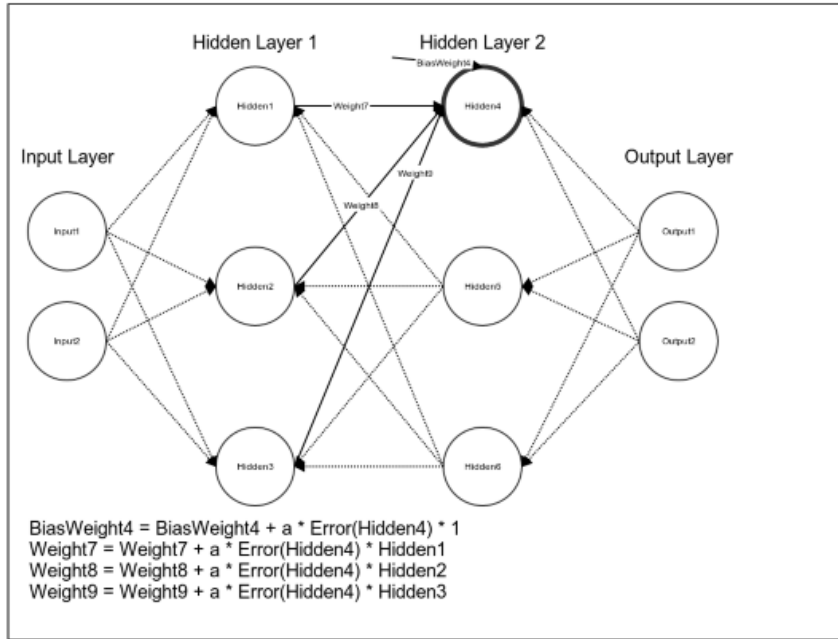 Hidden Layer 1
Hidden Layer 2
BiasWeight4
Hidden1
Weight7
Hidden4
Input Layer
Output Layer
Weight9
Weight8
Input1
Output1
Hidden2
Hidden5
Input2
Output2
Hidden3
Hidden6
BiasWeight4 = BiasWeight4 + a * Error(Hidden4) * 1
Weight7 = Weight7 + a * Error(Hidden4) * Hidden1
Weight8 = Weight8 + a * Error(Hidden4) * Hidden2
Weight9 = Weight9 + a * Error(Hidden4) * Hidden3